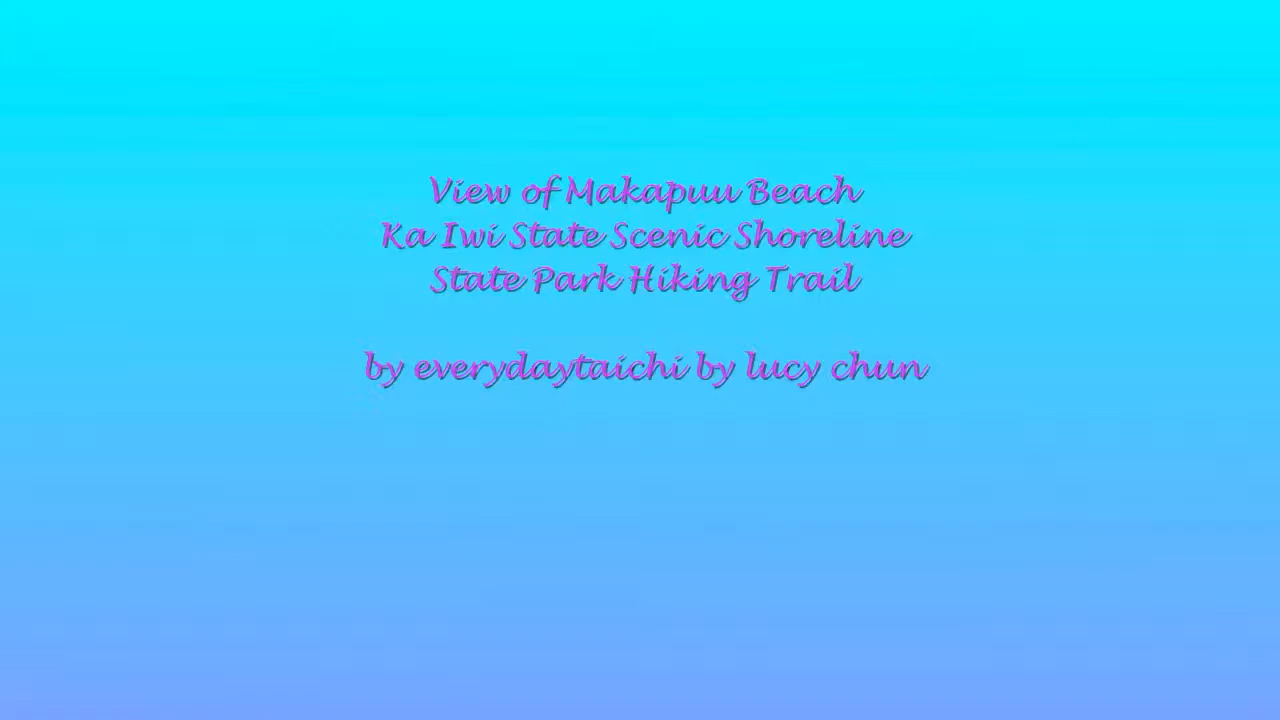 View of Makapuu Beach
Ka Iwi State Scenic Shoreline
State Park Hiking Trail
by everydaytaichi by lucy chun